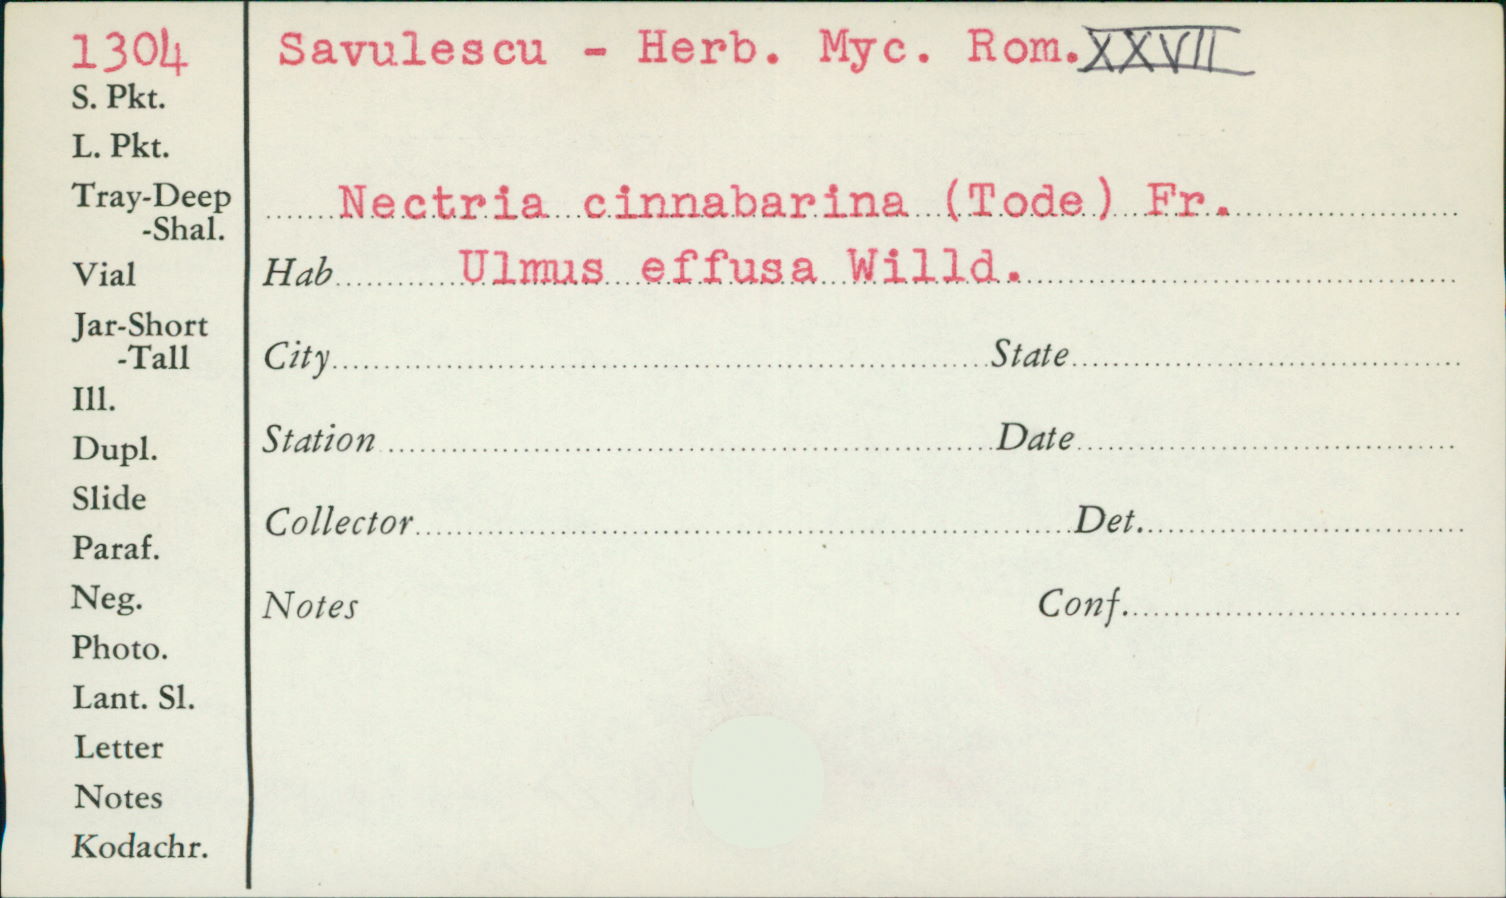 1304
Savulescu - Herb. Myc. Rom. XXVII
S. Pkt.
L. Pkt.
Tray-Deep
-Shal.
Vial
Jar-Short
-Tall
Ill.
Dupl.
Slide
Paraf.
Neg.
Photo.
Lant. Sl.
Letter
Notes
Kodachr.
Nectria cinnabarina (Tode) Fr.
Hab Ulmus effusa Willd.
City State
Station Date
Collector Det.
Notes Conf.